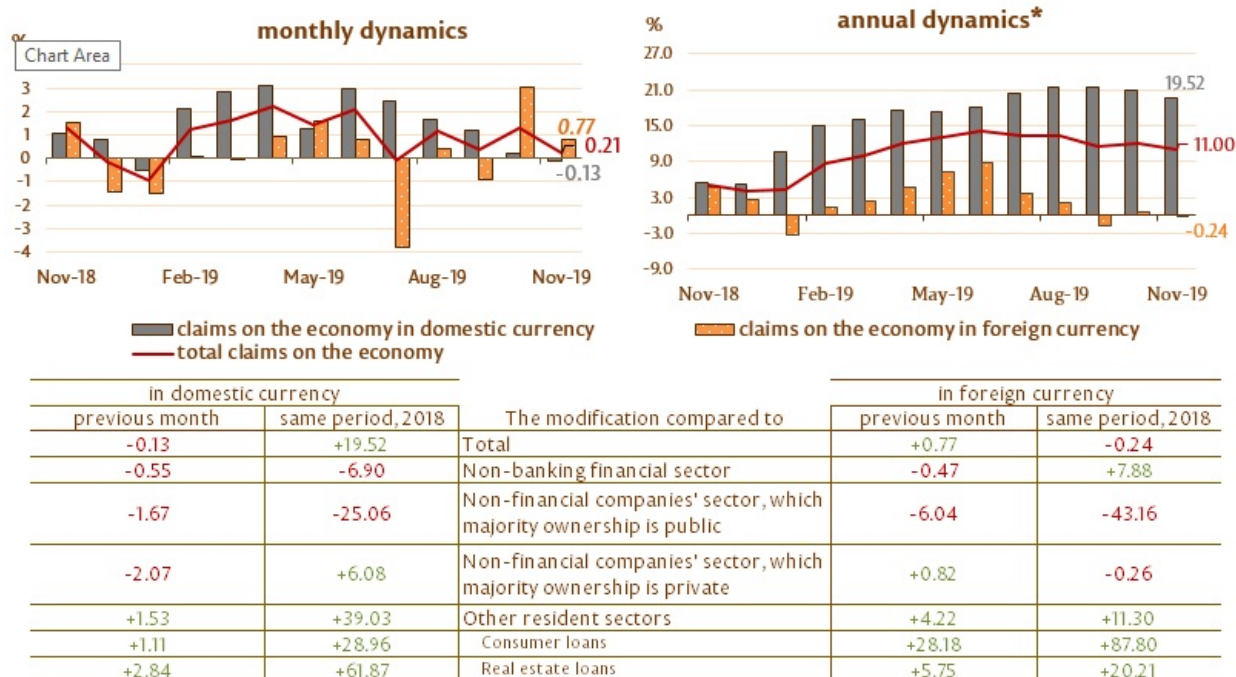 monthly dynamics
%
Chart Area
3
2
1
0
-1
-2
-3
-4
0.77
0.21
-0.13
Nov-18 Feb-19 May-19 Aug-19 Nov-19
annual dynamics*
%
27.0
21.0
15.0
9.0
3.0
-3.0
-9.0
19.52
11.00
-0.24
Nov-18 Feb-19 May-19 Aug-19 Nov-19
claims on the economy in domestic currency
claims on the economy in foreign currency
total claims on the economy
in domestic currency in foreign currency
previous month same period, 2018 The modification compared to previous month same period, 2018
-0.13 +19.52 Total +0.77 -0.24
-0.55 -6.90 Non-banking financial sector -0.47 +7.88
Non-financial companies' sector, which
-1.67 -25.06 majority ownership is public -6.04 -43.16
Non-financial companies' sector, which
-2.07 +6.08 majority ownership is private +0.82 -0.26
+1.53 +39.03 Other resident sectors +4.22 +11.30
+1.11 +28.96 Consumer loans +28.18 +87.80
+2.84 +61.87 Real estate loans +5.75 +20.21